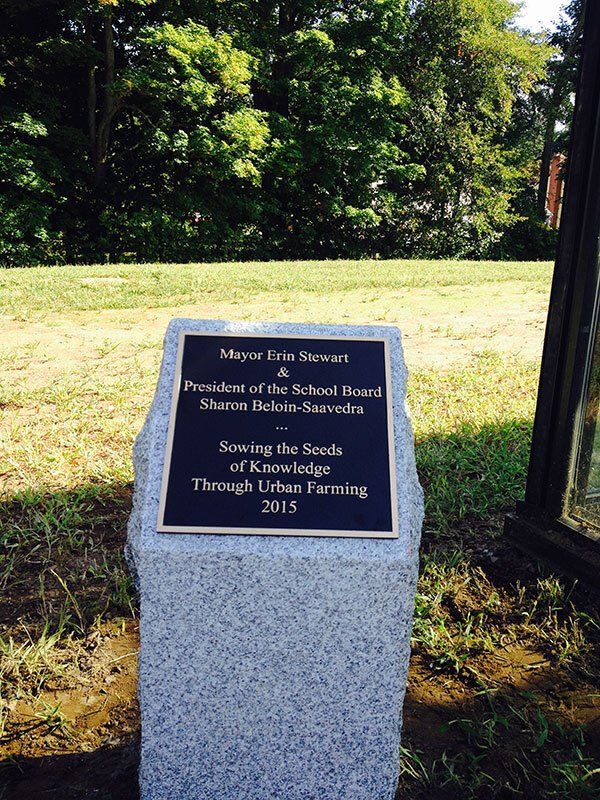 Mayor Erin Stewart
&
President of the School Board
Sharon Beloin-Saavedra
...
Sowing the Seeds
of Knowledge
Through Urban Farming
2015